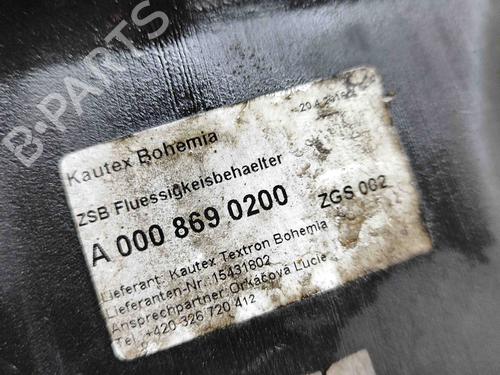 B-PARTS
Kautex Bohemia
ZSB Fluessigkeisbehaelter
A 000 869 0200
ZGS 002
Lieferant: Kautex Textron Bohemia
Lieferanten-Nr. 15431802
Ansprechpartner Orkáčová Lucie
Tel. +420 326 720 412